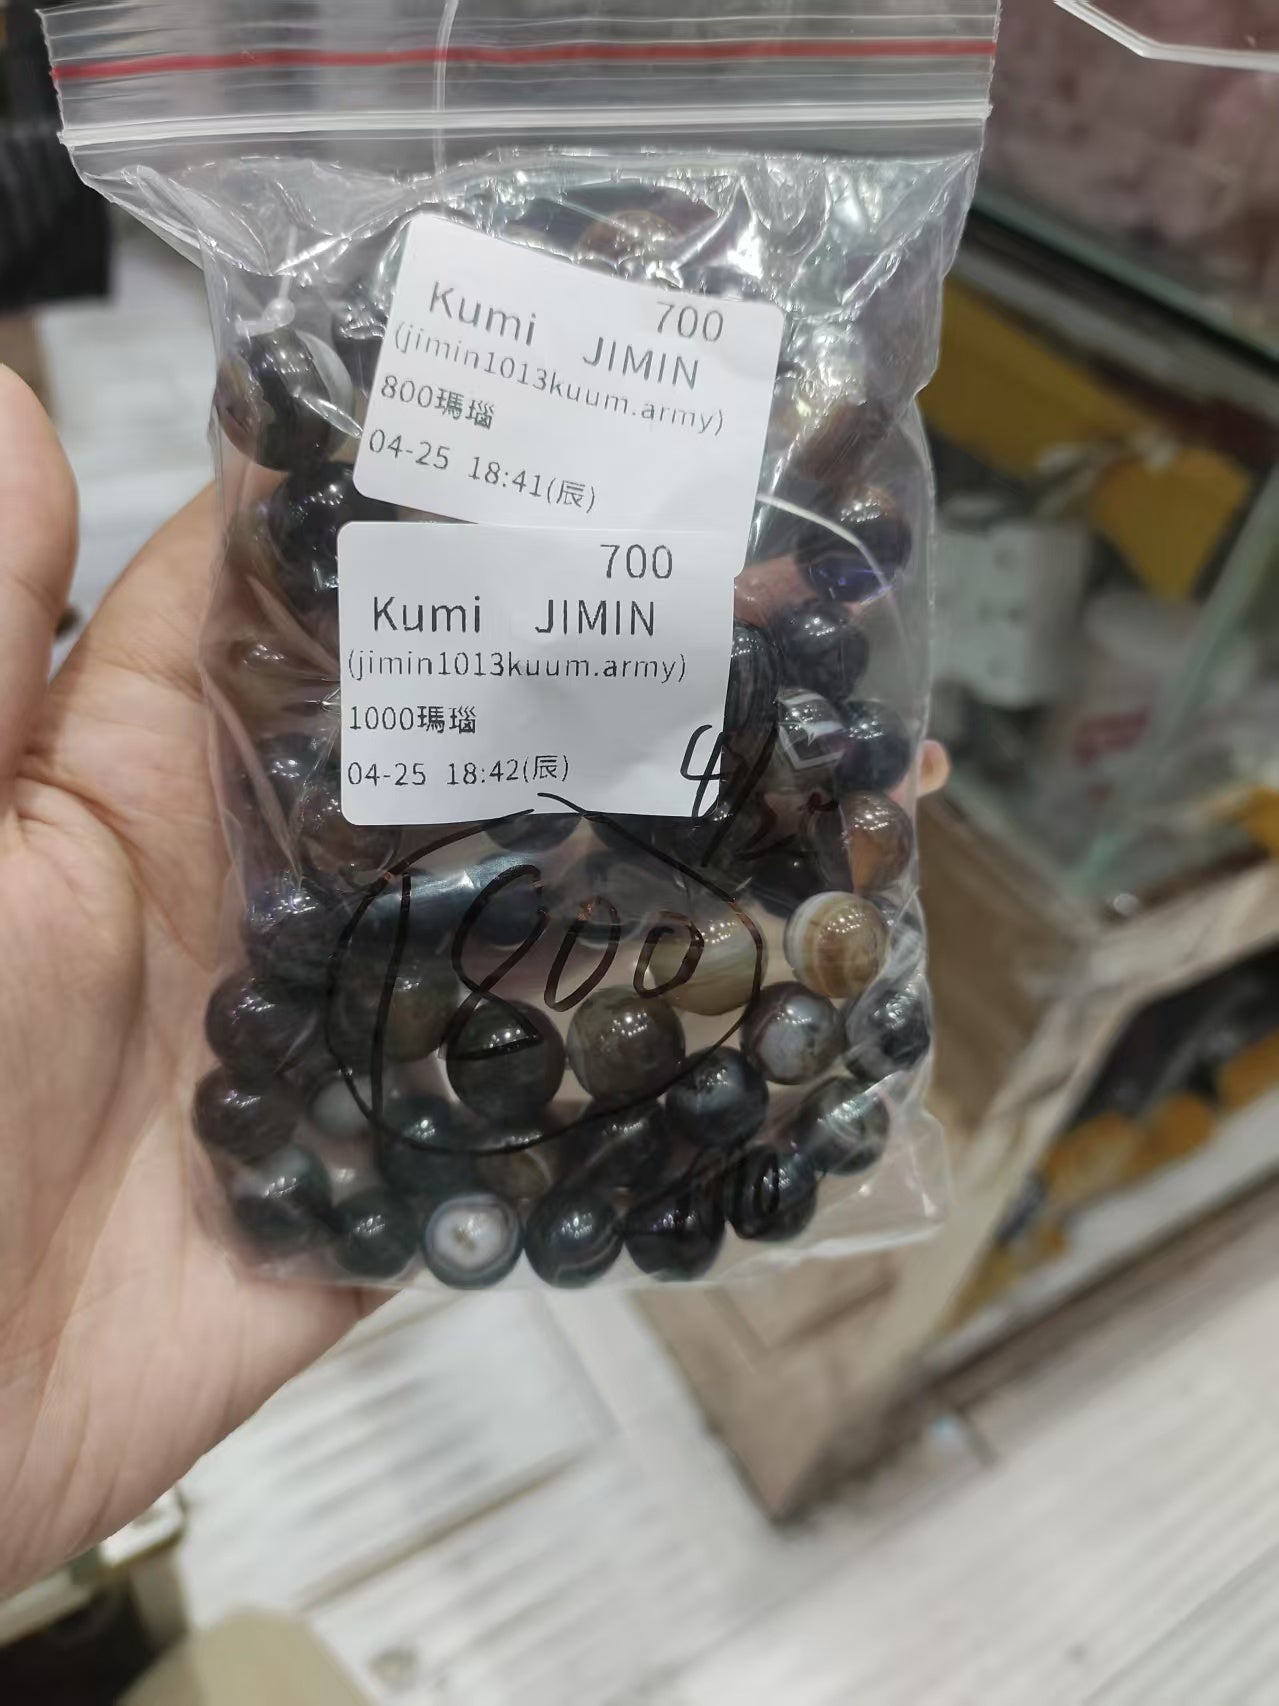 700
Kumi JIMIN
(jimin1013kuum.army)
800瑪瑙
04-25 18:41(辰)
700
Kumi JIMIN
(jimin1013kuum.army)
1000瑪瑙
04-25 18:42(辰)
1800